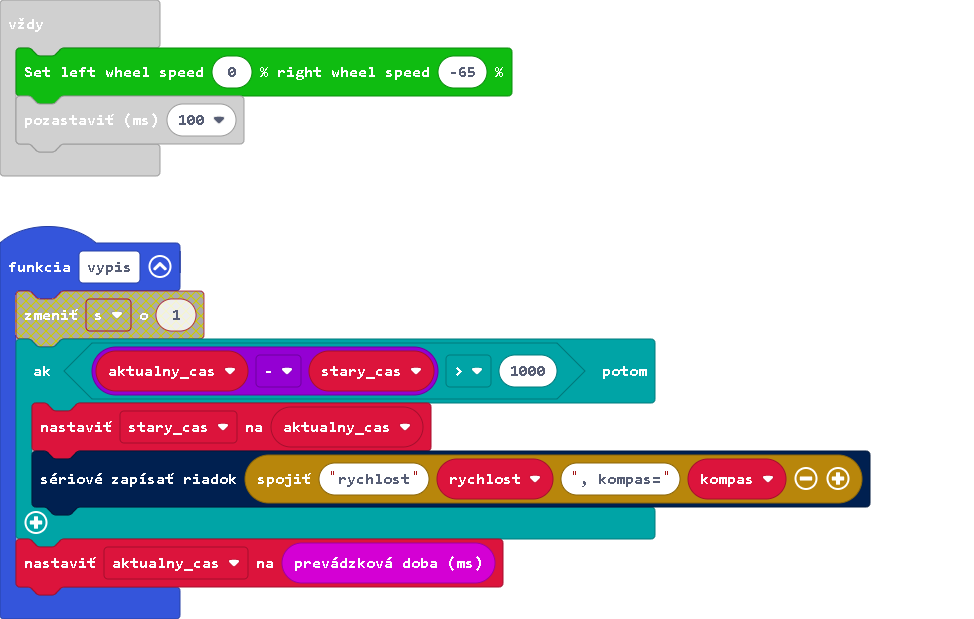 vždy
Set left wheel speed 0 % right wheel speed -65 %
pozastaviť (ms) 100
funkcia vypis
zmeniť s o 1
ak aktualny_cas - stary_cas > 1000 potom
nastaviť stary_cas na aktualny_cas
sériové zapísať riadok spojiť "rychlost" rychlost ", kompas=" kompas
nastaviť aktualny_cas na prevádzková doba (ms)